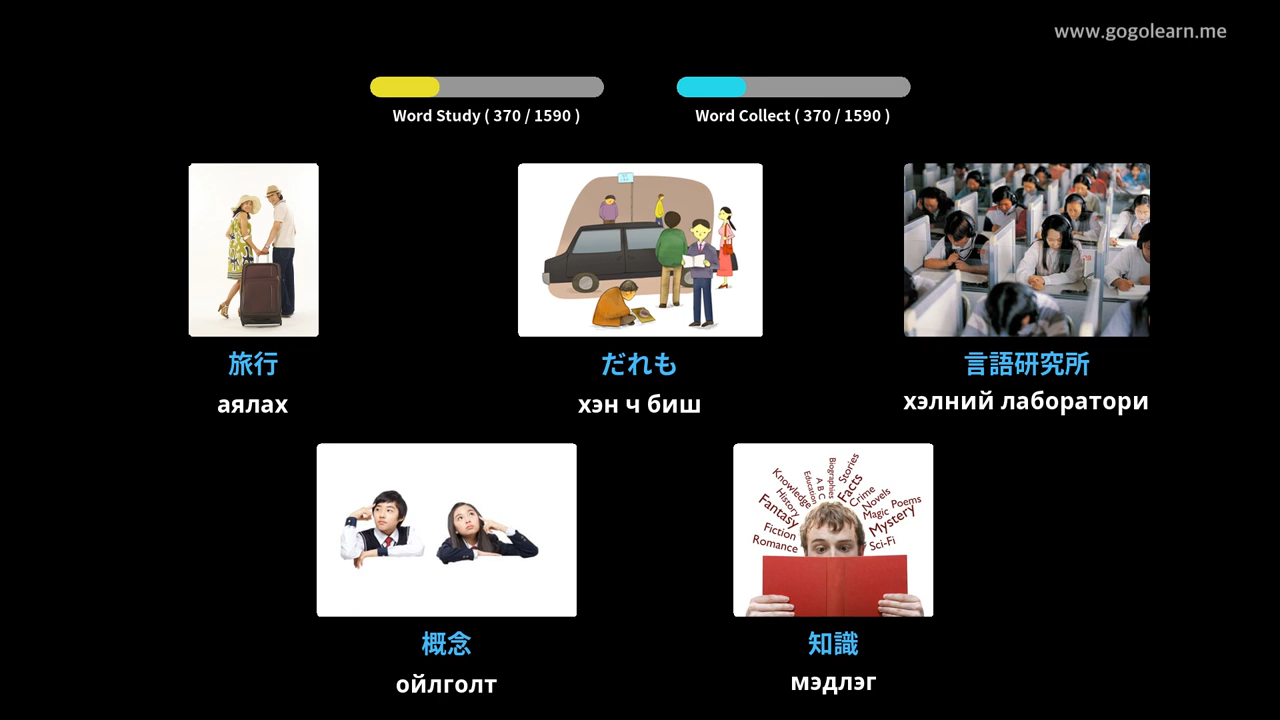 www.gogolearn.me
Word Study ( 370 / 1590 )
Word Collect ( 370 / 1590 )
旅行
だれも
言語研究所
аялах
хэн ч биш
хэлний лаборатори
Knowledge
History
Fantasy
Fiction
Romance
Education
A B C
Biographies
Stories
Facts
Crime
Novels
Magic
Poems
Mystery
Sci-Fi
概念
知識
ойлголт
мэдлэг